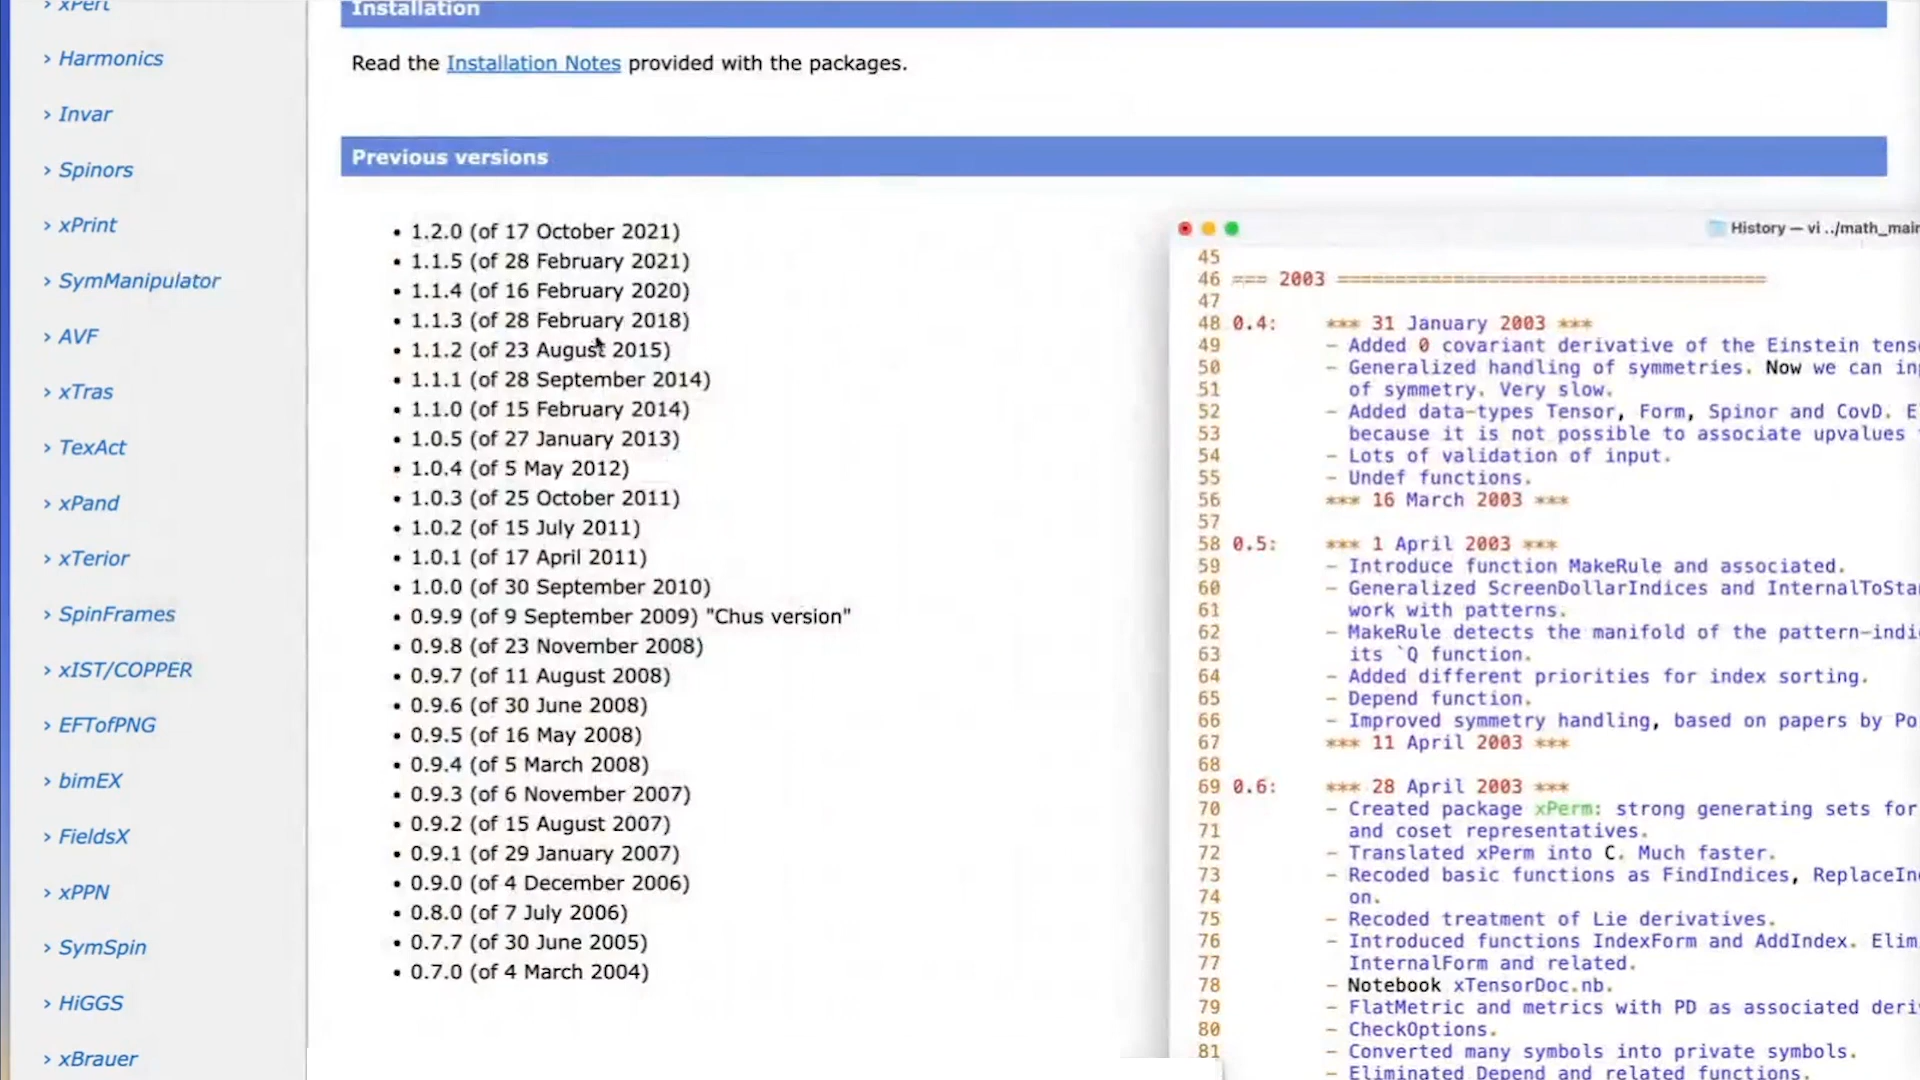 › xPert
› Harmonics
› Invar
› Spinors
› xPrint
› SymManipulator
› AVF
› xTras
› TexAct
› xPand
› xTerior
› SpinFrames
› xIST/COPPER
› EFTofPNG
› bimEX
› FieldsX
› xPPN
› SymSpin
› HiGGS
› xBrauer
Installation
Read the Installation Notes provided with the packages.
Previous versions
• 1.2.0 (of 17 October 2021)
• 1.1.5 (of 28 February 2021)
• 1.1.4 (of 16 February 2020)
• 1.1.3 (of 28 February 2018)
• 1.1.2 (of 23 August 2015)
• 1.1.1 (of 28 September 2014)
• 1.1.0 (of 15 February 2014)
• 1.0.5 (of 27 January 2013)
• 1.0.4 (of 5 May 2012)
• 1.0.3 (of 25 October 2011)
• 1.0.2 (of 15 July 2011)
• 1.0.1 (of 17 April 2011)
• 1.0.0 (of 30 September 2010)
• 0.9.9 (of 9 September 2009) "Chus version"
• 0.9.8 (of 23 November 2008)
• 0.9.7 (of 11 August 2008)
• 0.9.6 (of 30 June 2008)
• 0.9.5 (of 16 May 2008)
• 0.9.4 (of 5 March 2008)
• 0.9.3 (of 6 November 2007)
• 0.9.2 (of 15 August 2007)
• 0.9.1 (of 29 January 2007)
• 0.9.0 (of 4 December 2006)
• 0.8.0 (of 7 July 2006)
• 0.7.7 (of 30 June 2005)
• 0.7.0 (of 4 March 2004)
History — vi ../math_mai
45
46 === 2003 =====================================
47
48 0.4: *** 31 January 2003 ***
49 - Added 0 covariant derivative of the Einstein tens
50 - Generalized handling of symmetries. Now we can in
51 of symmetry. Very slow.
52 - Added data-types Tensor, Form, Spinor and CovD. E
53 because it is not possible to associate upvalues
54 - Lots of validation of input.
55 - Undef functions.
56 *** 16 March 2003 ***
57
58 0.5: *** 1 April 2003 ***
59 - Introduce function MakeRule and associated.
60 - Generalized ScreenDollarIndices and InternalToSta
61 work with patterns.
62 - MakeRule detects the manifold of the pattern-indi
63 its `Q function.
64 - Added different priorities for index sorting.
65 - Depend function.
66 - Improved symmetry handling, based on papers by Po
67 *** 11 April 2003 ***
68
69 0.6: *** 28 April 2003 ***
70 - Created package xPerm: strong generating sets for
71 and coset representatives.
72 - Translated xPerm into C. Much faster.
73 - Recoded basic functions as FindIndices, ReplaceIn
74 on.
75 - Recoded treatment of Lie derivatives.
76 - Introduced functions IndexForm and AddIndex. Elim
77 InternalForm and related.
78 - Notebook xTensorDoc.nb.
79 - FlatMetric and metrics with PD as associated deri
80 - CheckOptions.
81 - Converted many symbols into private symbols.
- Eliminated Depend and related functions.